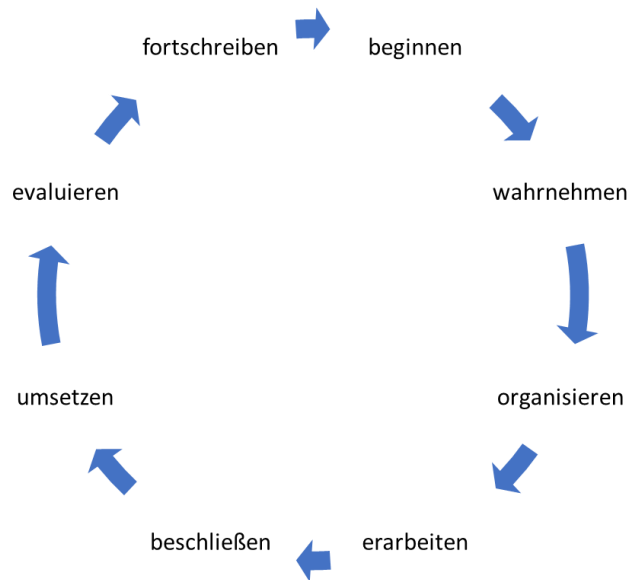 fortschreiben
beginnen
wahrnehmen
organisieren
erarbeiten
beschließen
umsetzen
evaluieren